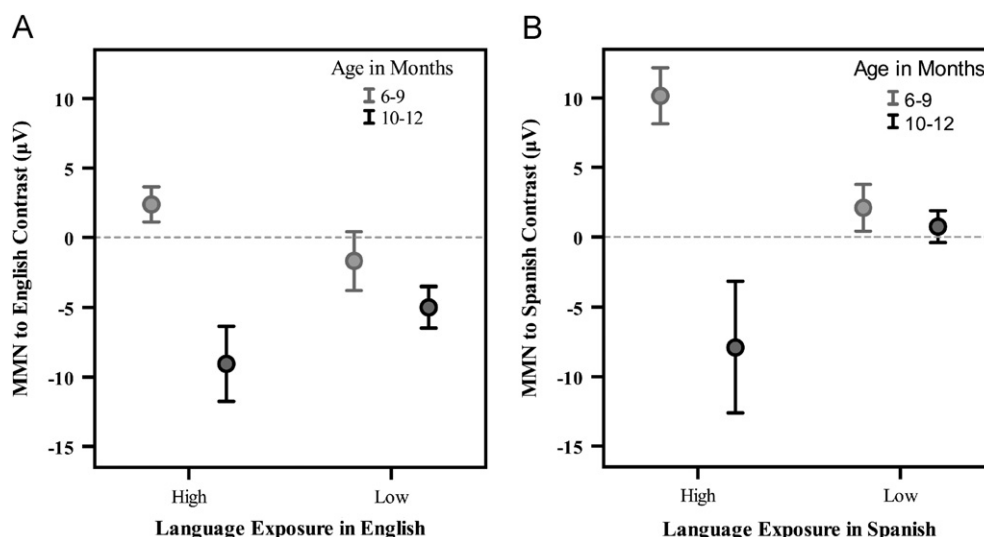 A
Age in Months
6-9
10-12
MMN to English Contrast (µV)
10
5
0
-5
-10
-15
High
Low
Language Exposure in English
B
Age in Months
6-9
10-12
MMN to Spanish Contrast (µV)
10
5
0
-5
-10
-15
High
Low
Language Exposure in Spanish